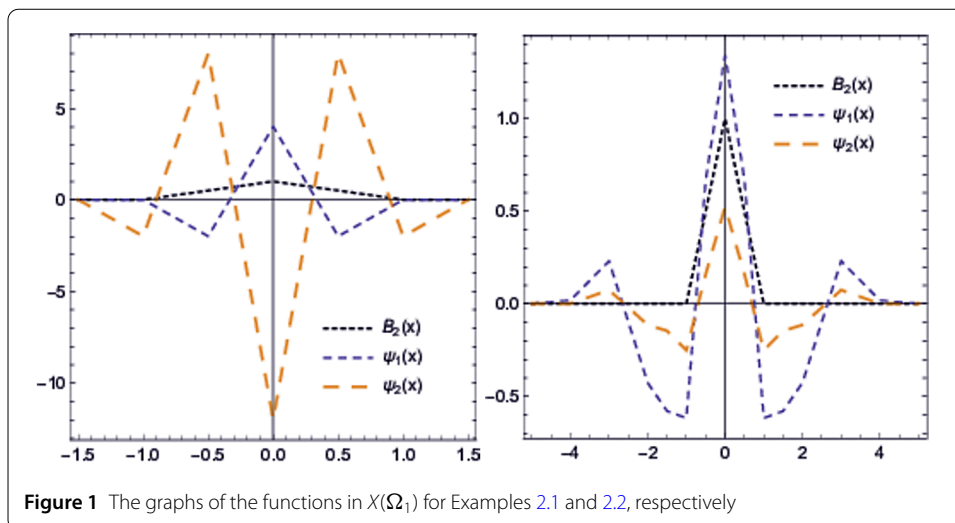 5
0
-5
-10
-1.5 -1.0 -0.5 0.0 0.5 1.0 1.5
B₂(x)
ψ₁(x)
ψ₂(x)
1.0
0.5
0.0
-0.5
-4 -2 0 2 4
B₂(x)
ψ₁(x)
ψ₂(x)
Figure 1 The graphs of the functions in X(Ω₁) for Examples 2.1 and 2.2, respectively